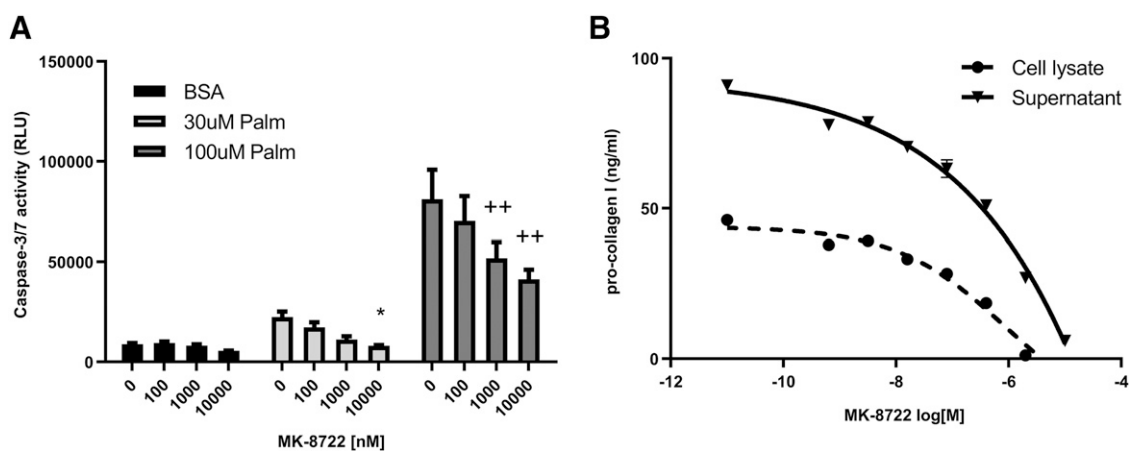 A
Caspase-3/7 activity (RLU)
150000
100000
50000
0
BSA
30uM Palm
100uM Palm
*
++
++
0 100 1000 10000 0 100 1000 10000 0 100 1000 10000
MK-8722 [nM]
B
pro-collagen I (ng/ml)
100
50
0
Cell lysate
Supernatant
-12 -10 -8 -6 -4
MK-8722 log[M]